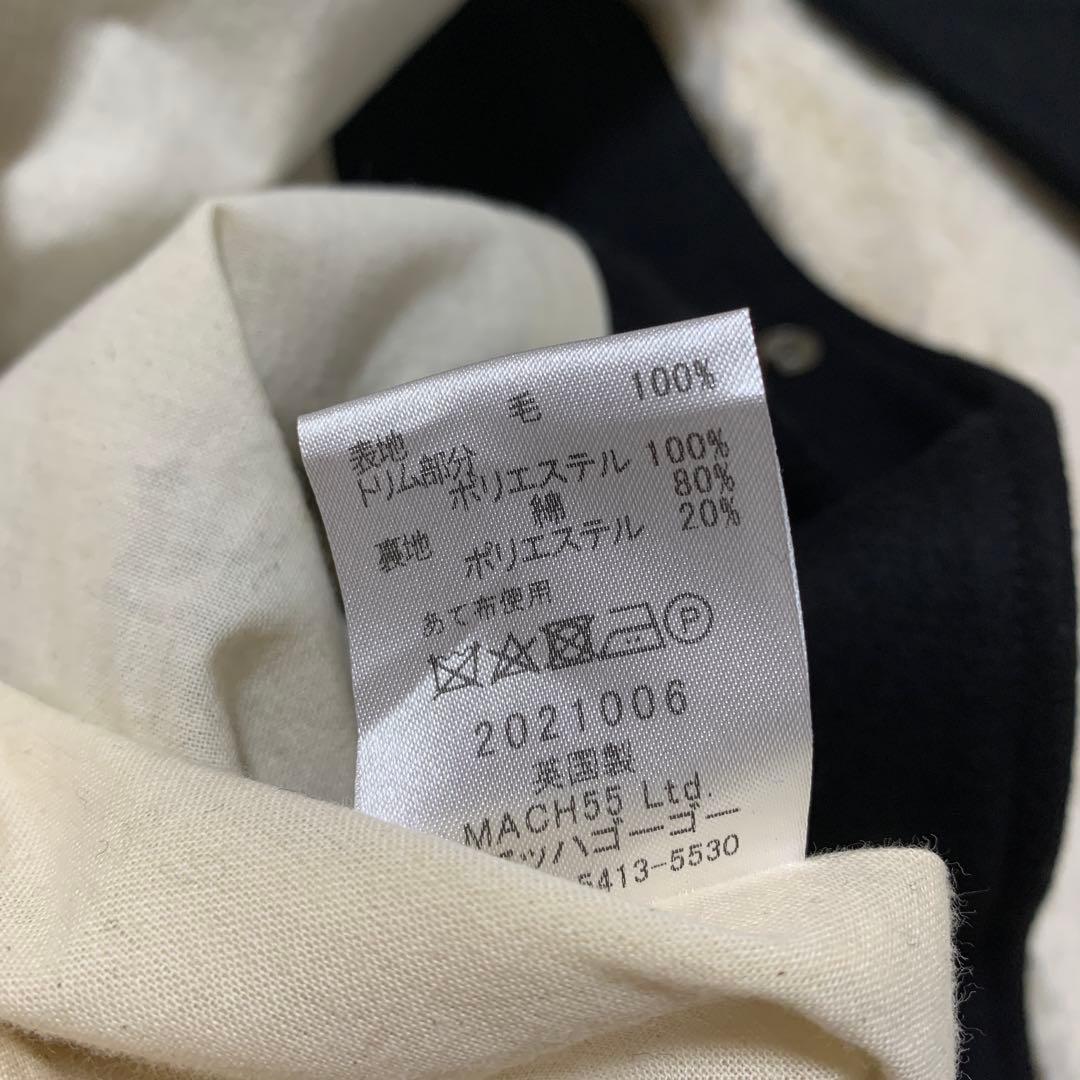 表地 毛 100%
トリム部分 ポリエステル 100%
裏地 綿 80%
ポリエステル 20%
あて布使用
P
2021006
英国製
MACH55 Ltd.
ッハゴーゴー
5413-5530